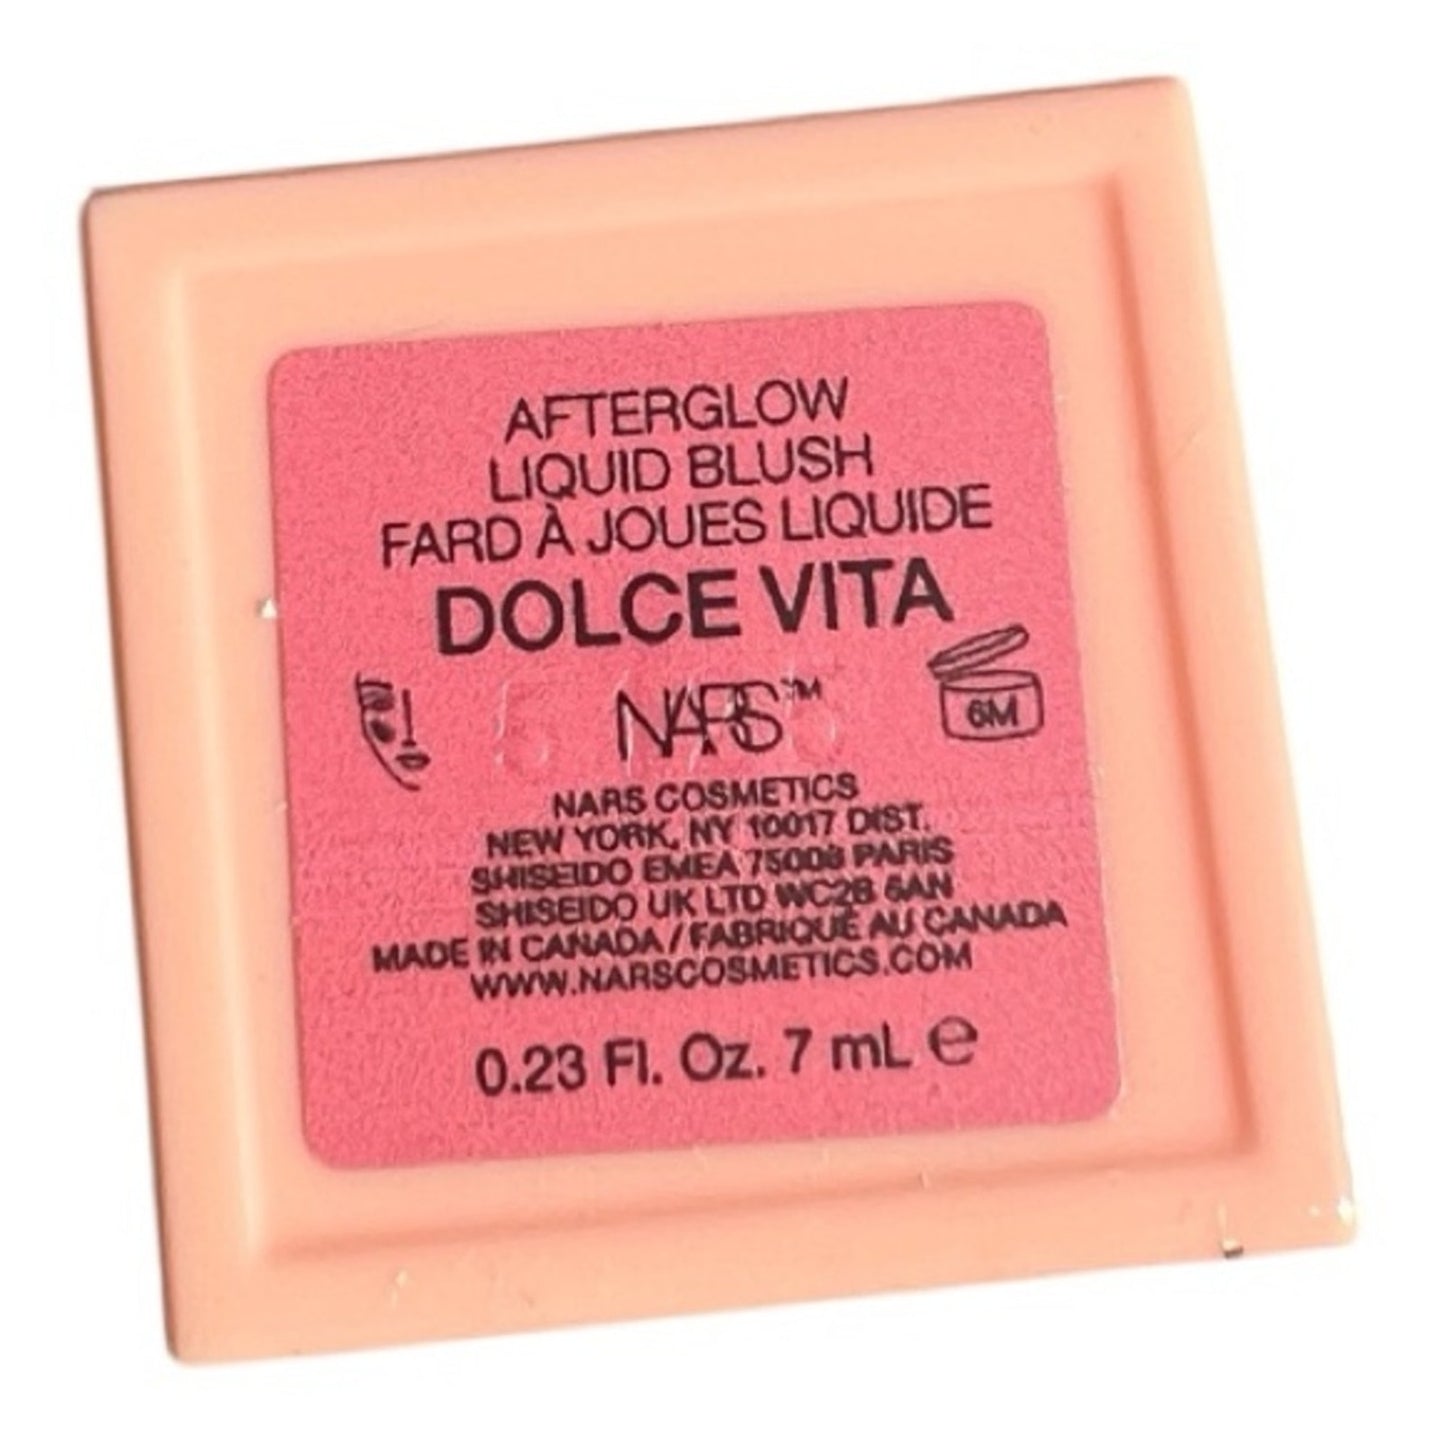 AFTERGLOW
LIQUID BLUSH
FARD À JOUES LIQUIDE
DOLCE VITA
NARS™
6M
NARS COSMETICS
NEW YORK, NY 10017 DIST.
SHISEIDO EMEA 75008 PARIS
SHISEIDO UK LTD WC2B 6AN
MADE IN CANADA / FABRIQUÉ AU CANADA
WWW.NARSCOSMETICS.COM
0.23 Fl. Oz. 7 mL ℮